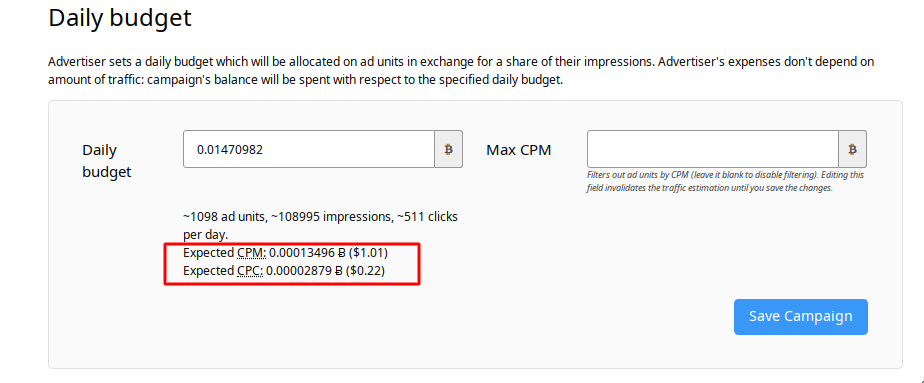 Daily budget
Advertiser sets a daily budget which will be allocated on ad units in exchange for a share of their impressions. Advertiser's expenses don't depend on
amount of traffic: campaign's balance will be spent with respect to the specified daily budget.
Daily
budget
0.01470982 ₿
Max CPM
₿
Filters out ad units by CPM (leave it blank to disable filtering). Editing this
field invalidates the traffic estimation until you save the changes.
~1098 ad units, ~108995 impressions, ~511 clicks
per day.
Expected CPM: 0.00013496 Ƀ ($1.01)
Expected CPC: 0.00002879 Ƀ ($0.22)
Save Campaign